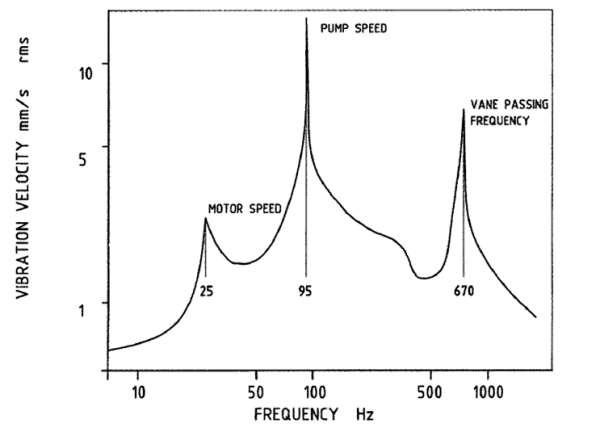 VIBRATION VELOCITY mm/s rms
10
5
1
PUMP SPEED
VANE PASSING
FREQUENCY
MOTOR SPEED
25
95
670
10
50
100
500
1000
FREQUENCY Hz